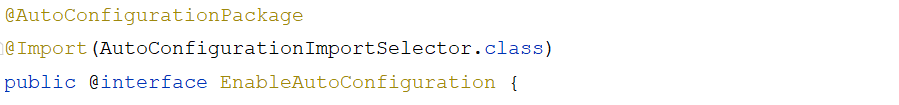 @AutoConfigurationPackage
@Import(AutoConfigurationImportSelector.class)
public @interface EnableAutoConfiguration {